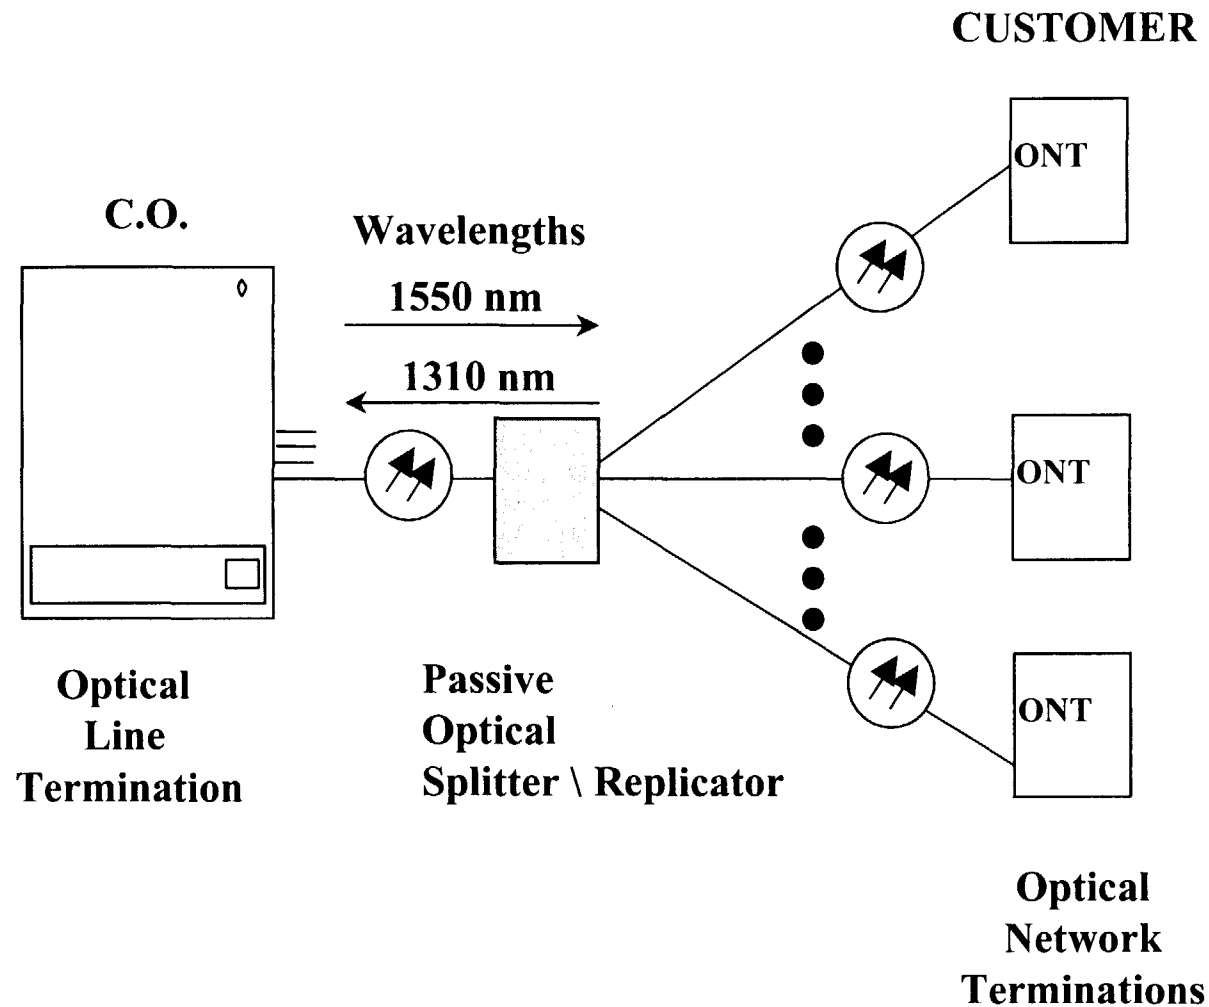 CUSTOMER
ONT
C.O.
Wavelengths
1550 nm
1310 nm
ONT
ONT
Optical
Line
Termination
Passive
Optical
Splitter \ Replicator
Optical
Network
Terminations